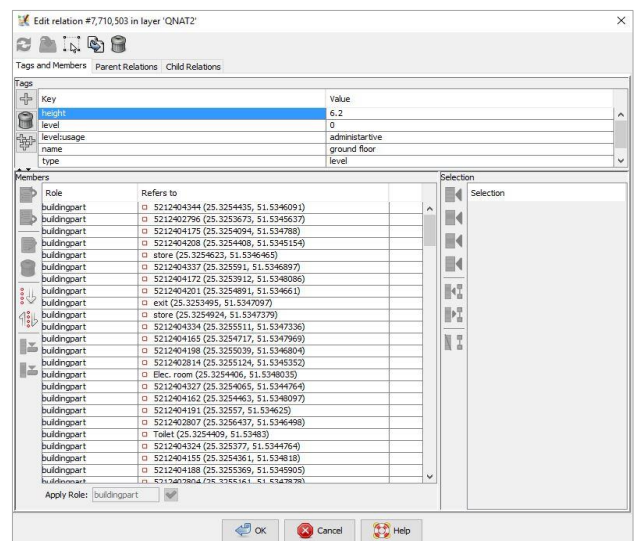 Edit relation #7,710,503 in layer 'QNAT2'
Tags and Members Parent Relations Child Relations
Tags
Key Value
height 6.2
level 0
level:usage administartive
name ground floor
type level
Members Selection
Role Refers to Selection
buildingpart 5212404344 (25.3254435, 51.5346091)
buildingpart 5212402796 (25.3253673, 51.5345637)
buildingpart 5212404175 (25.3254094, 51.534788)
buildingpart 5212404208 (25.3254408, 51.5345154)
buildingpart store (25.3254623, 51.5346465)
buildingpart 5212404337 (25.325591, 51.5346897)
buildingpart 5212404172 (25.3253912, 51.5348086)
buildingpart 5212404201 (25.3254891, 51.534661)
buildingpart exit (25.3253495, 51.5347097)
buildingpart store (25.3254924, 51.5347379)
buildingpart 5212404334 (25.3255511, 51.5347336)
buildingpart 5212404165 (25.3254717, 51.5347969)
buildingpart 5212404198 (25.3255039, 51.5346804)
buildingpart 5212402814 (25.3255124, 51.5345352)
buildingpart Elec. room (25.3254406, 51.5348035)
buildingpart 5212404327 (25.3254065, 51.5344764)
buildingpart 5212404162 (25.3254463, 51.5348097)
buildingpart 5212404191 (25.32557, 51.534625)
buildingpart 5212402807 (25.3256437, 51.5346498)
buildingpart Toilet (25.3254409, 51.53483)
buildingpart 5212404324 (25.325377, 51.5344764)
buildingpart 5212404155 (25.3254361, 51.534818)
buildingpart 5212404188 (25.3255369, 51.5345905)
buildingpart 5212402804 (25.3255161, 51.5347878)
Apply Role: buildingpart
OK Cancel Help